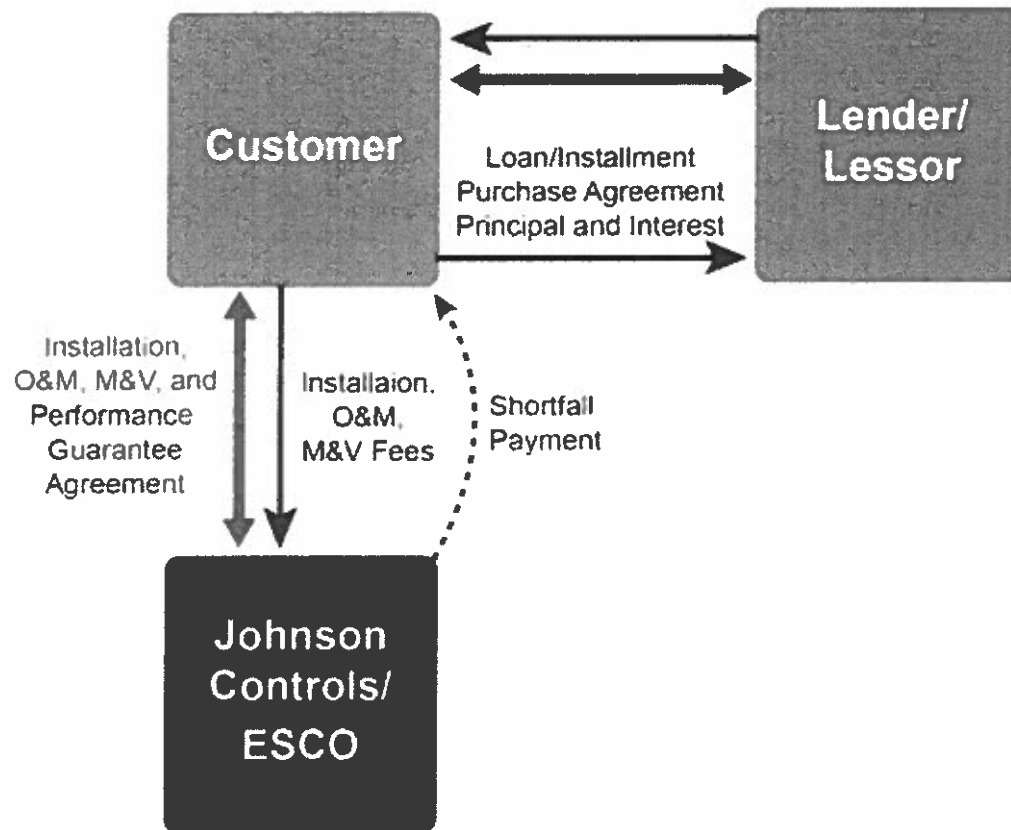 Customer
Lender/
Lessor
Loan/Installment
Purchase Agreement
Principal and Interest
Installation,
O&M, M&V, and
Performance
Guarantee
Agreement
Installaion.
O&M,
M&V Fees
Shortfall
Payment
Johnson
Controls/
ESCO